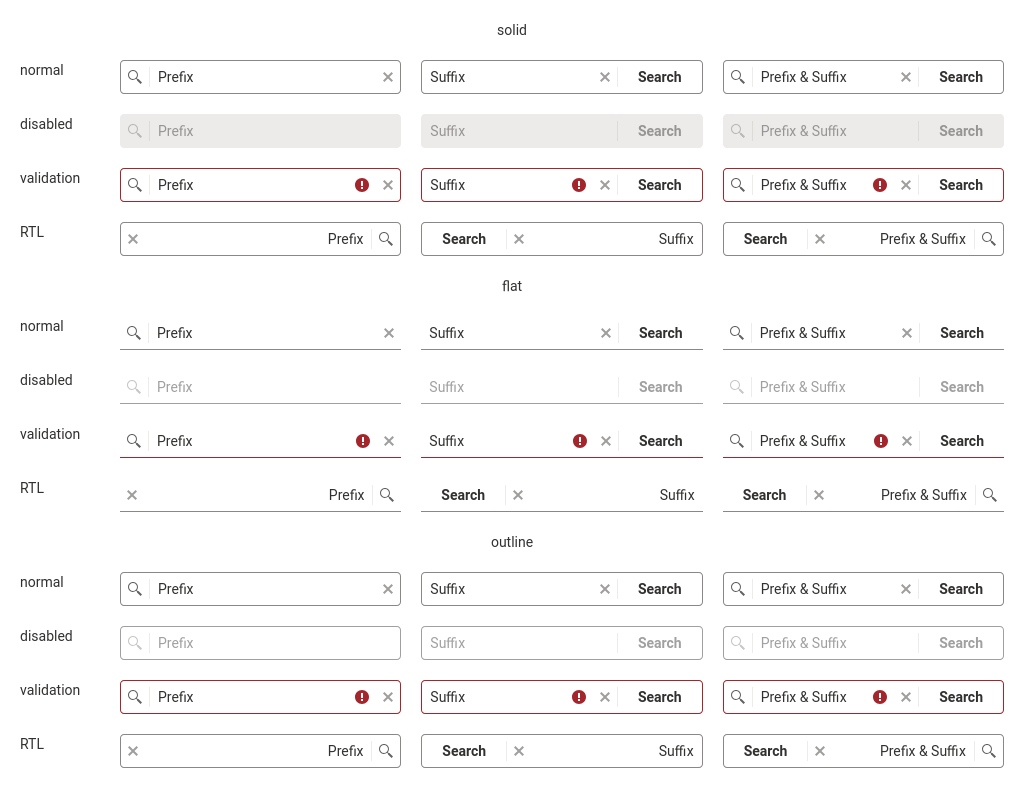 solid
normal Prefix Suffix Search Prefix & Suffix Search
disabled Prefix Suffix Search Prefix & Suffix Search
validation Prefix Suffix Search Prefix & Suffix Search
RTL Prefix Search Suffix Search Prefix & Suffix
flat
normal Prefix Suffix Search Prefix & Suffix Search
disabled Prefix Suffix Search Prefix & Suffix Search
validation Prefix Suffix Search Prefix & Suffix Search
RTL Prefix Search Suffix Search Prefix & Suffix
outline
normal Prefix Suffix Search Prefix & Suffix Search
disabled Prefix Suffix Search Prefix & Suffix Search
validation Prefix Suffix Search Prefix & Suffix Search
RTL Prefix Search Suffix Search Prefix & Suffix